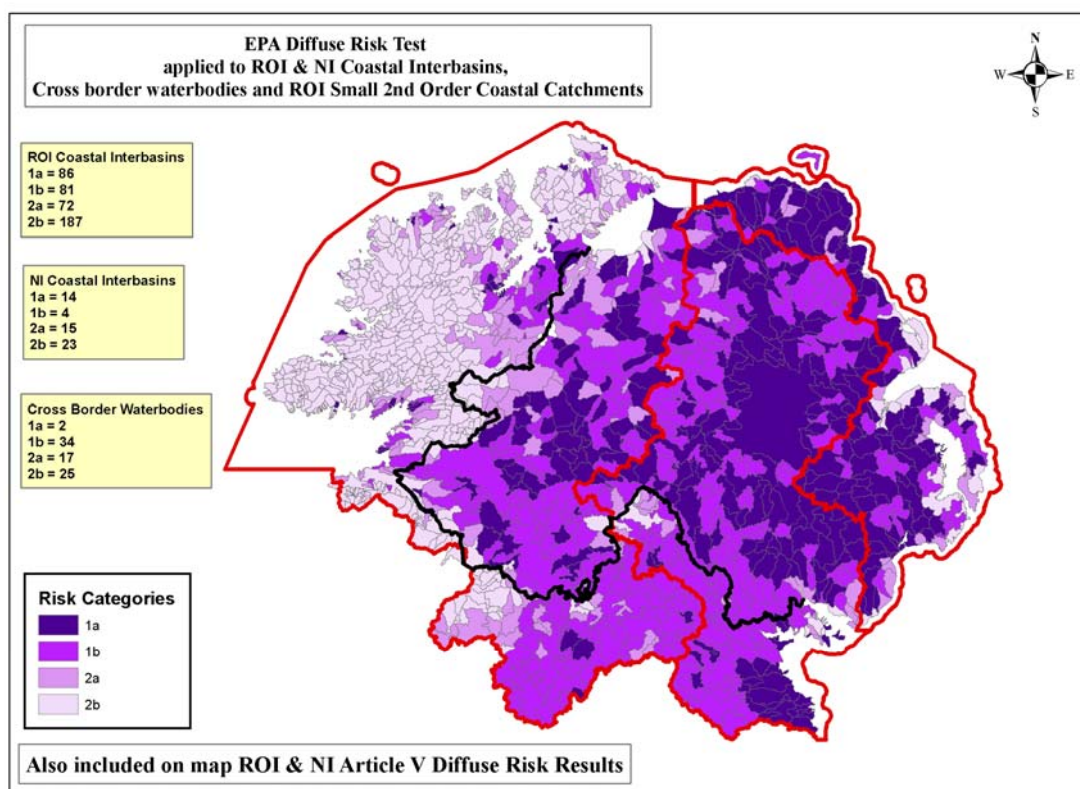 EPA Diffuse Risk Test
applied to ROI & NI Coastal Interbasins,
Cross border waterbodies and ROI Small 2nd Order Coastal Catchments
N
W E
S
ROI Coastal Interbasins
1a = 86
1b = 81
2a = 72
2b = 187
NI Coastal Interbasins
1a = 14
1b = 4
2a = 15
2b = 23
Cross Border Waterbodies
1a = 2
1b = 34
2a = 17
2b = 25
Risk Categories
1a
1b
2a
2b
Also included on map ROI & NI Article V Diffuse Risk Results